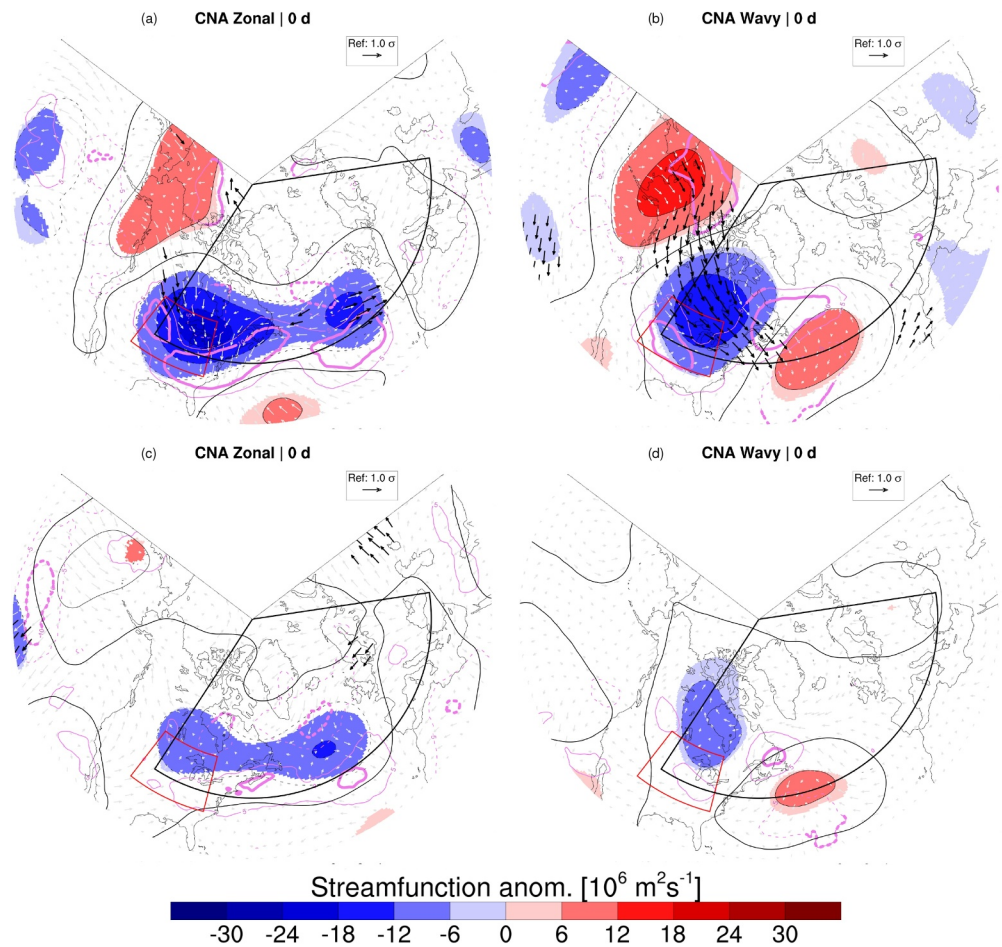 (a) CNA Zonal | 0 d
Ref: 1.0 σ
(b) CNA Wavy | 0 d
Ref: 1.0 σ
(c) CNA Zonal | 0 d
Ref: 1.0 σ
(d) CNA Wavy | 0 d
Ref: 1.0 σ
Streamfunction anom. [10⁶ m²s⁻¹]
-30 -24 -18 -12 -6 0 6 12 18 24 30